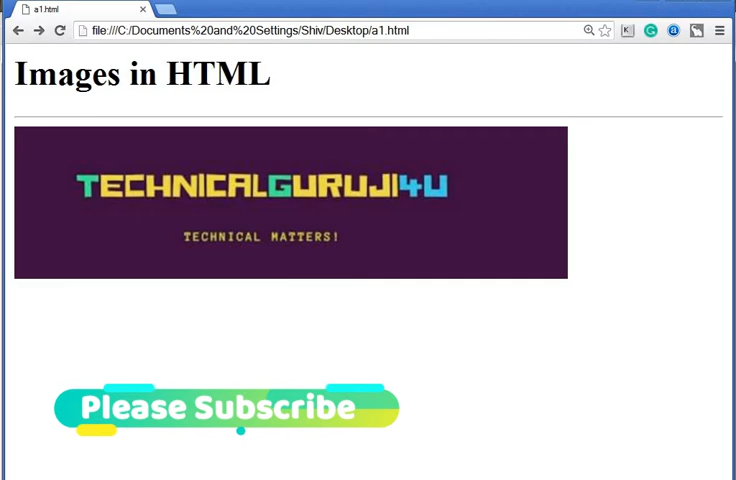 a1.html
file:///C:/Documents%20and%20Settings/Shiv/Desktop/a1.html
Images in HTML
TECHNICALGURUJI4U
TECHNICAL MATTERS!
Please Subscribe